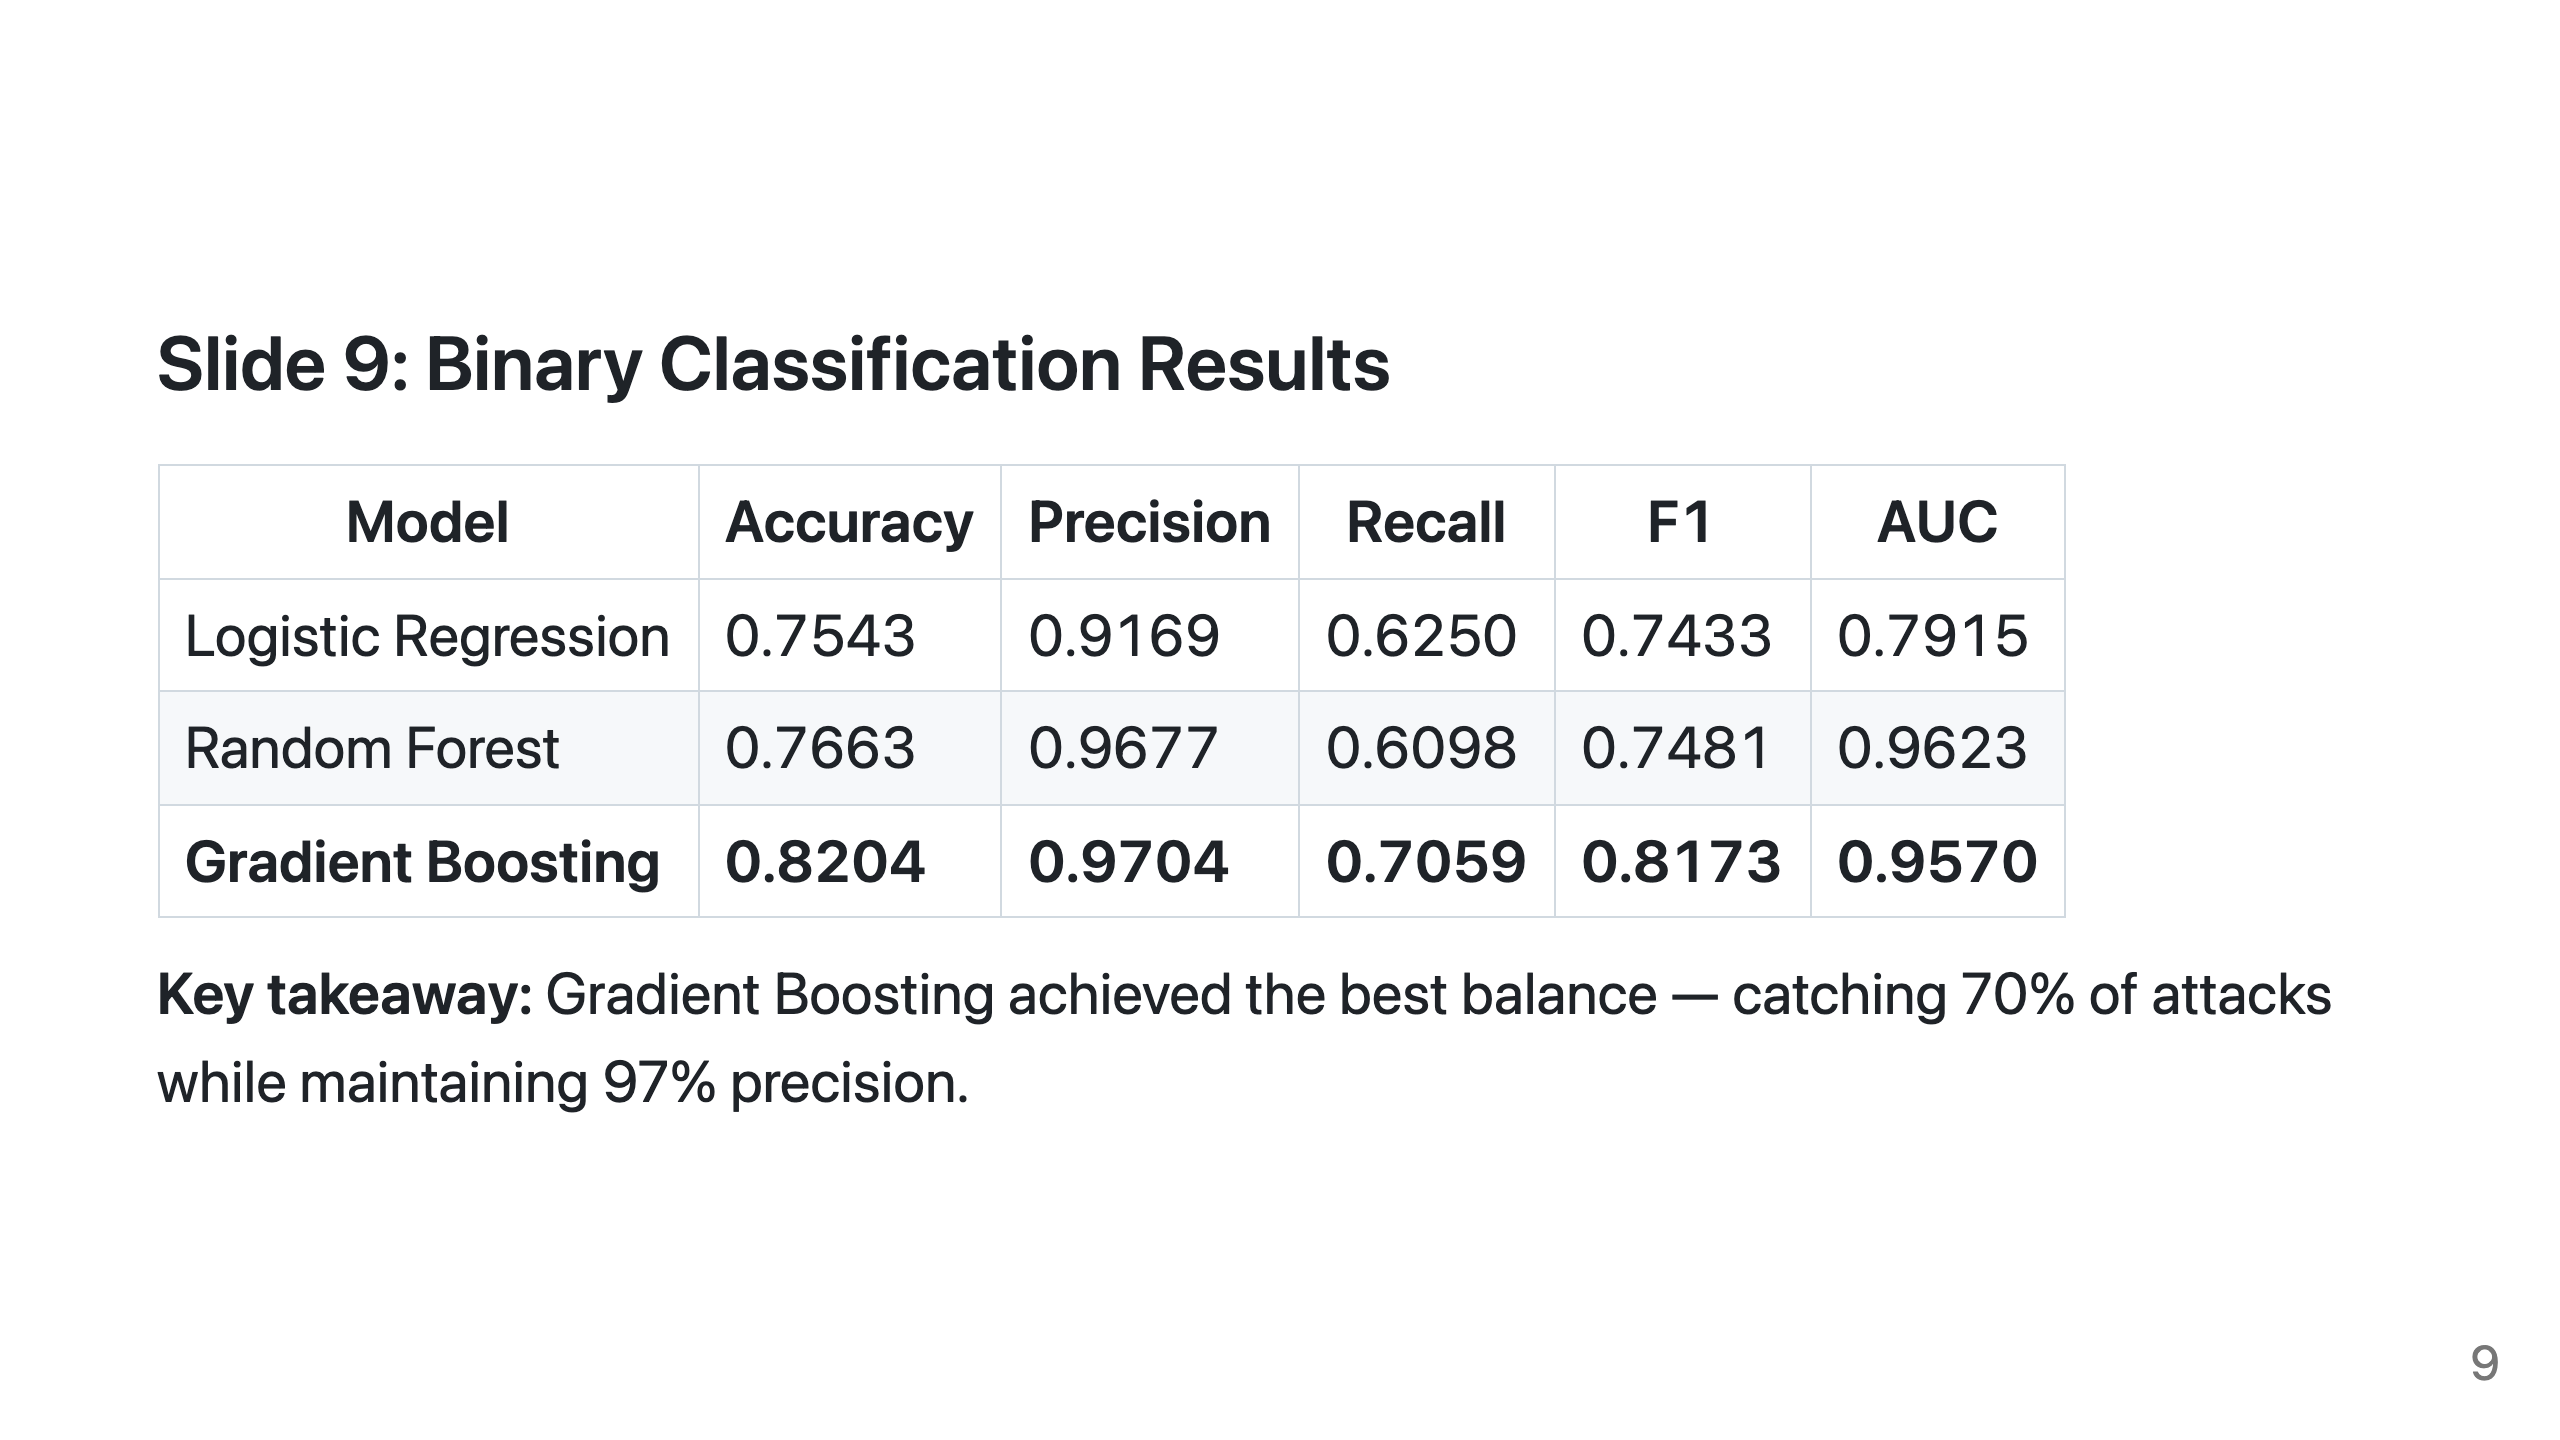 Slide 9: Binary Classification Results
Model Accuracy Precision Recall F1 AUC
Logistic Regression 0.7543 0.9169 0.6250 0.7433 0.7915
Random Forest 0.7663 0.9677 0.6098 0.7481 0.9623
Gradient Boosting 0.8204 0.9704 0.7059 0.8173 0.9570
Key takeaway: Gradient Boosting achieved the best balance — catching 70% of attacks
while maintaining 97% precision.
9